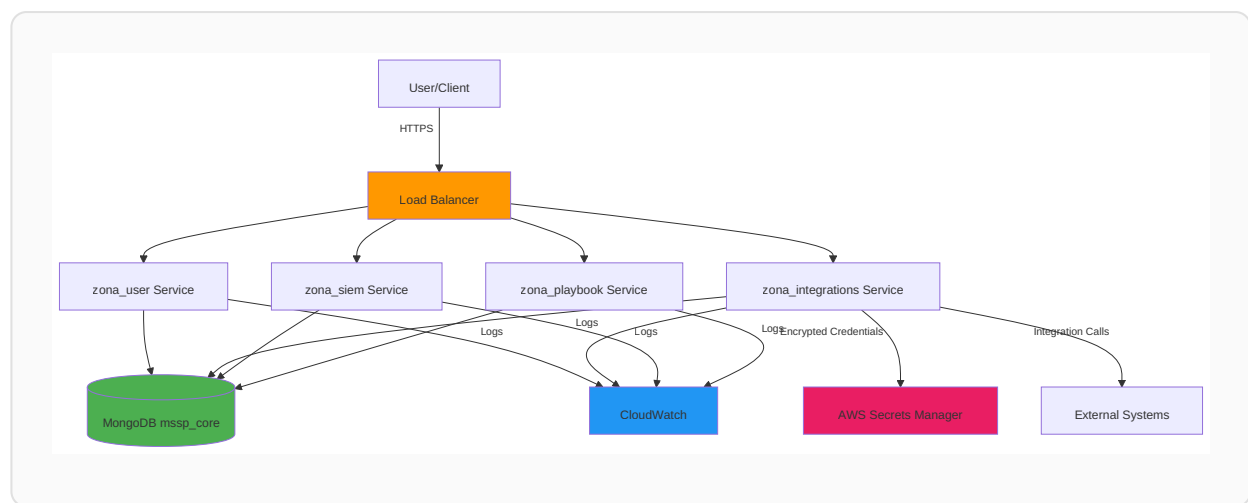 User/Client
HTTPS
Load Balancer
zona_user Service
zona_siem Service
zona_playbook Service
zona_integrations Service
Logs
Logs
Logs
Logs
Encrypted Credentials
Integration Calls
MongoDB mssp_core
CloudWatch
AWS Secrets Manager
External Systems